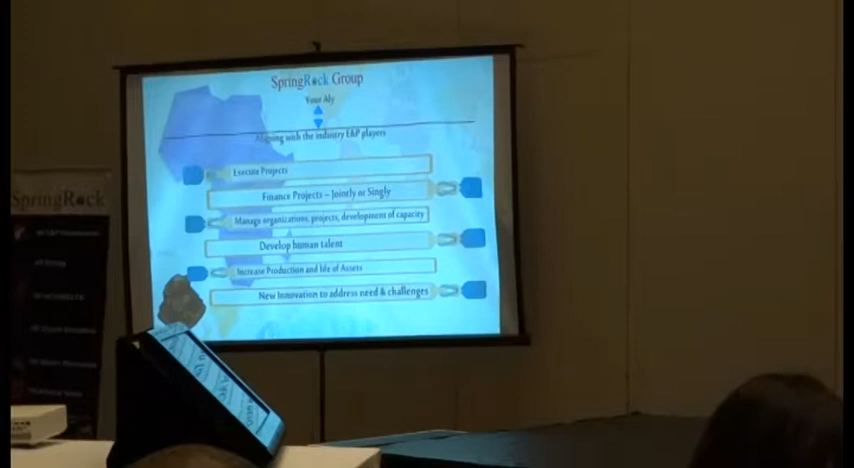 SpringRock Group
Your Aly
Aligning with the industry E&P players
Execute Projects
Finance Projects – Jointly or Singly
Manage organizations, projects, development of capacity
Develop human talent
Increase Production and life of Assets
New Innovation to address need & challenges
SpringRock